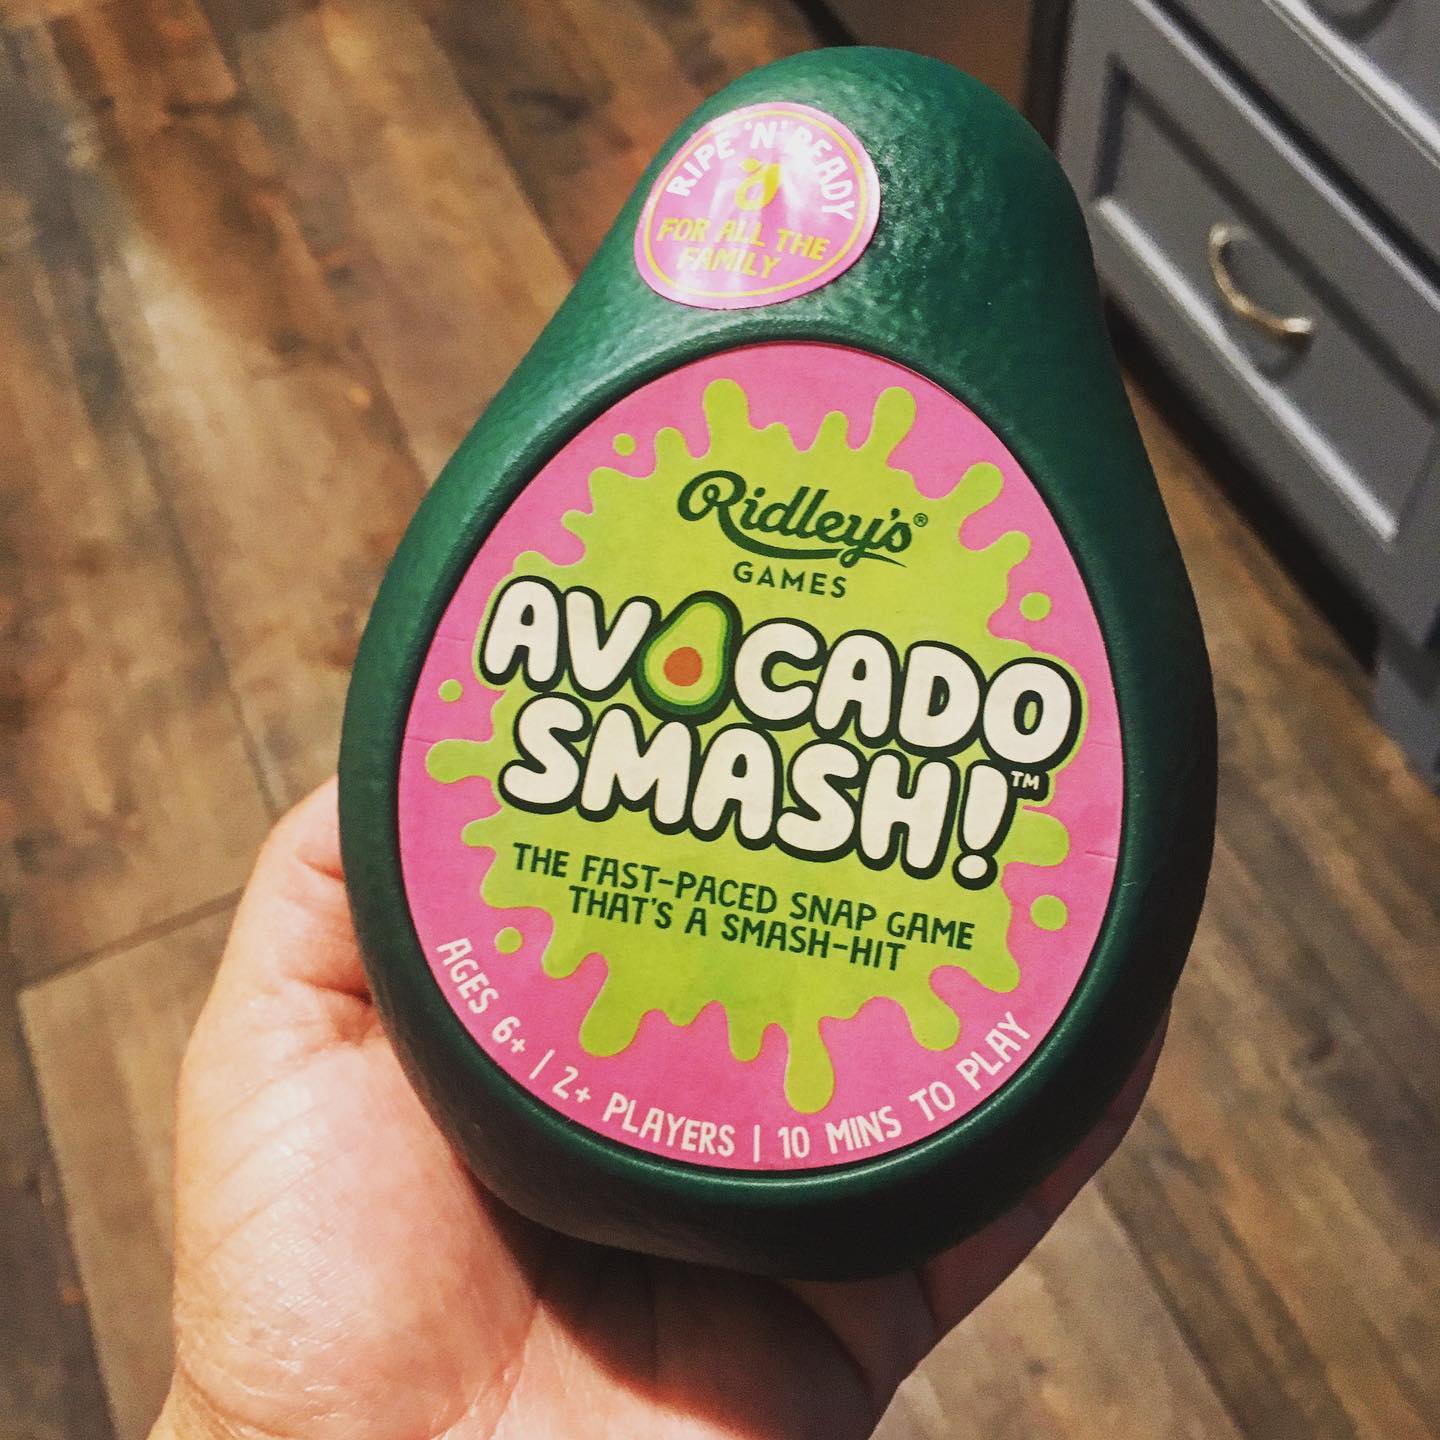 RIPE 'N' READY
FOR ALL THE
FAMILY
Ridley's®
GAMES
AVOCADO
SMASH!™
THE FAST-PACED SNAP GAME
THAT'S A SMASH-HIT
AGES 6+ | 2+ PLAYERS | 10 MINS TO PLAY